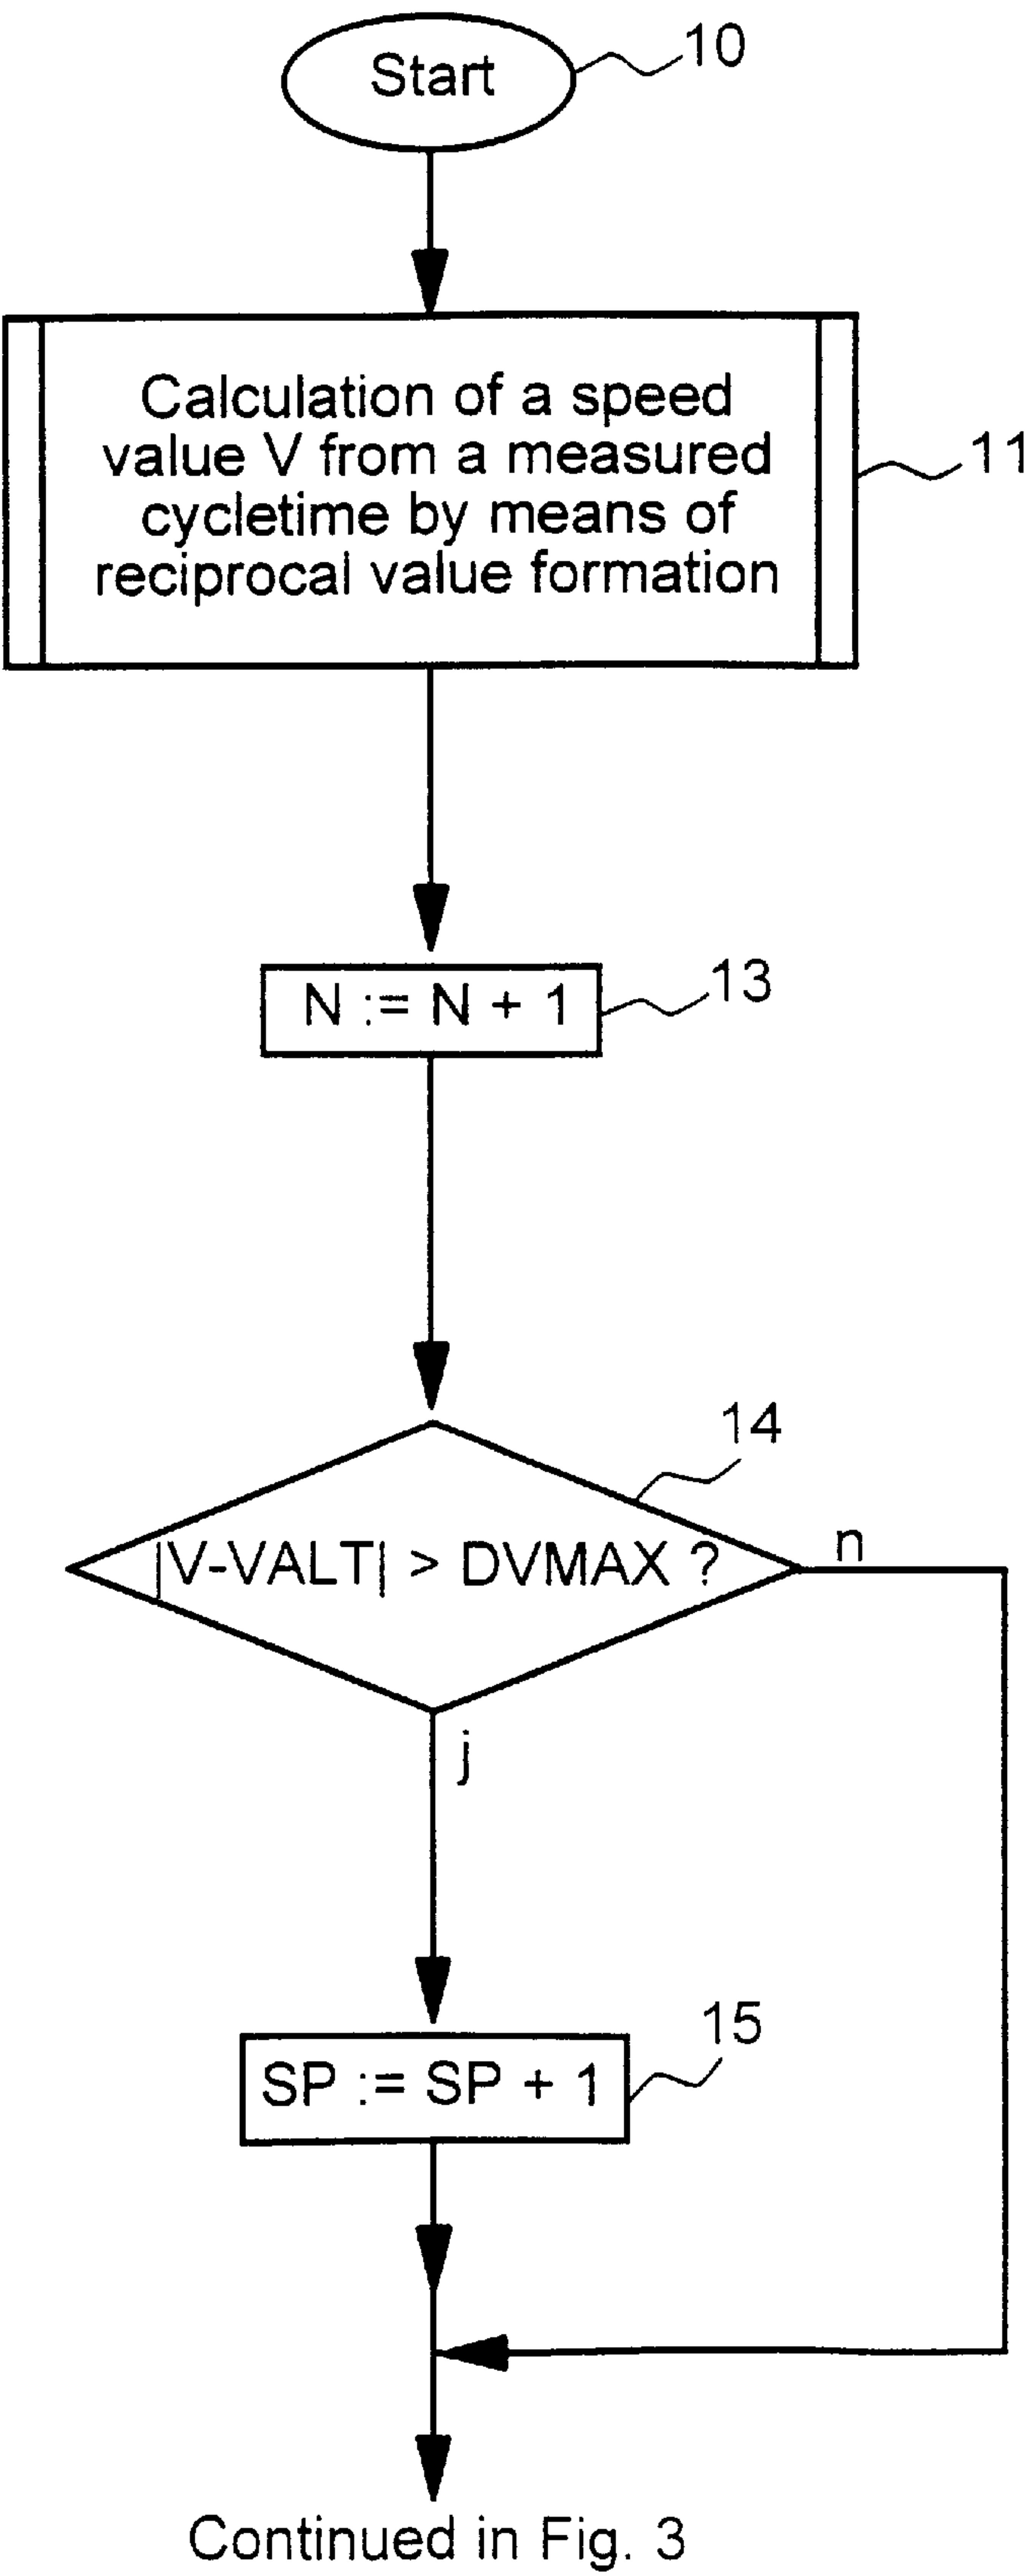 Start
10
Calculation of a speed
value V from a measured
cycletime by means of
reciprocal value formation
11
N := N + 1
13
14
|V-VALT| > DVMAX ?
n
j
15
SP := SP + 1
Continued in Fig. 3